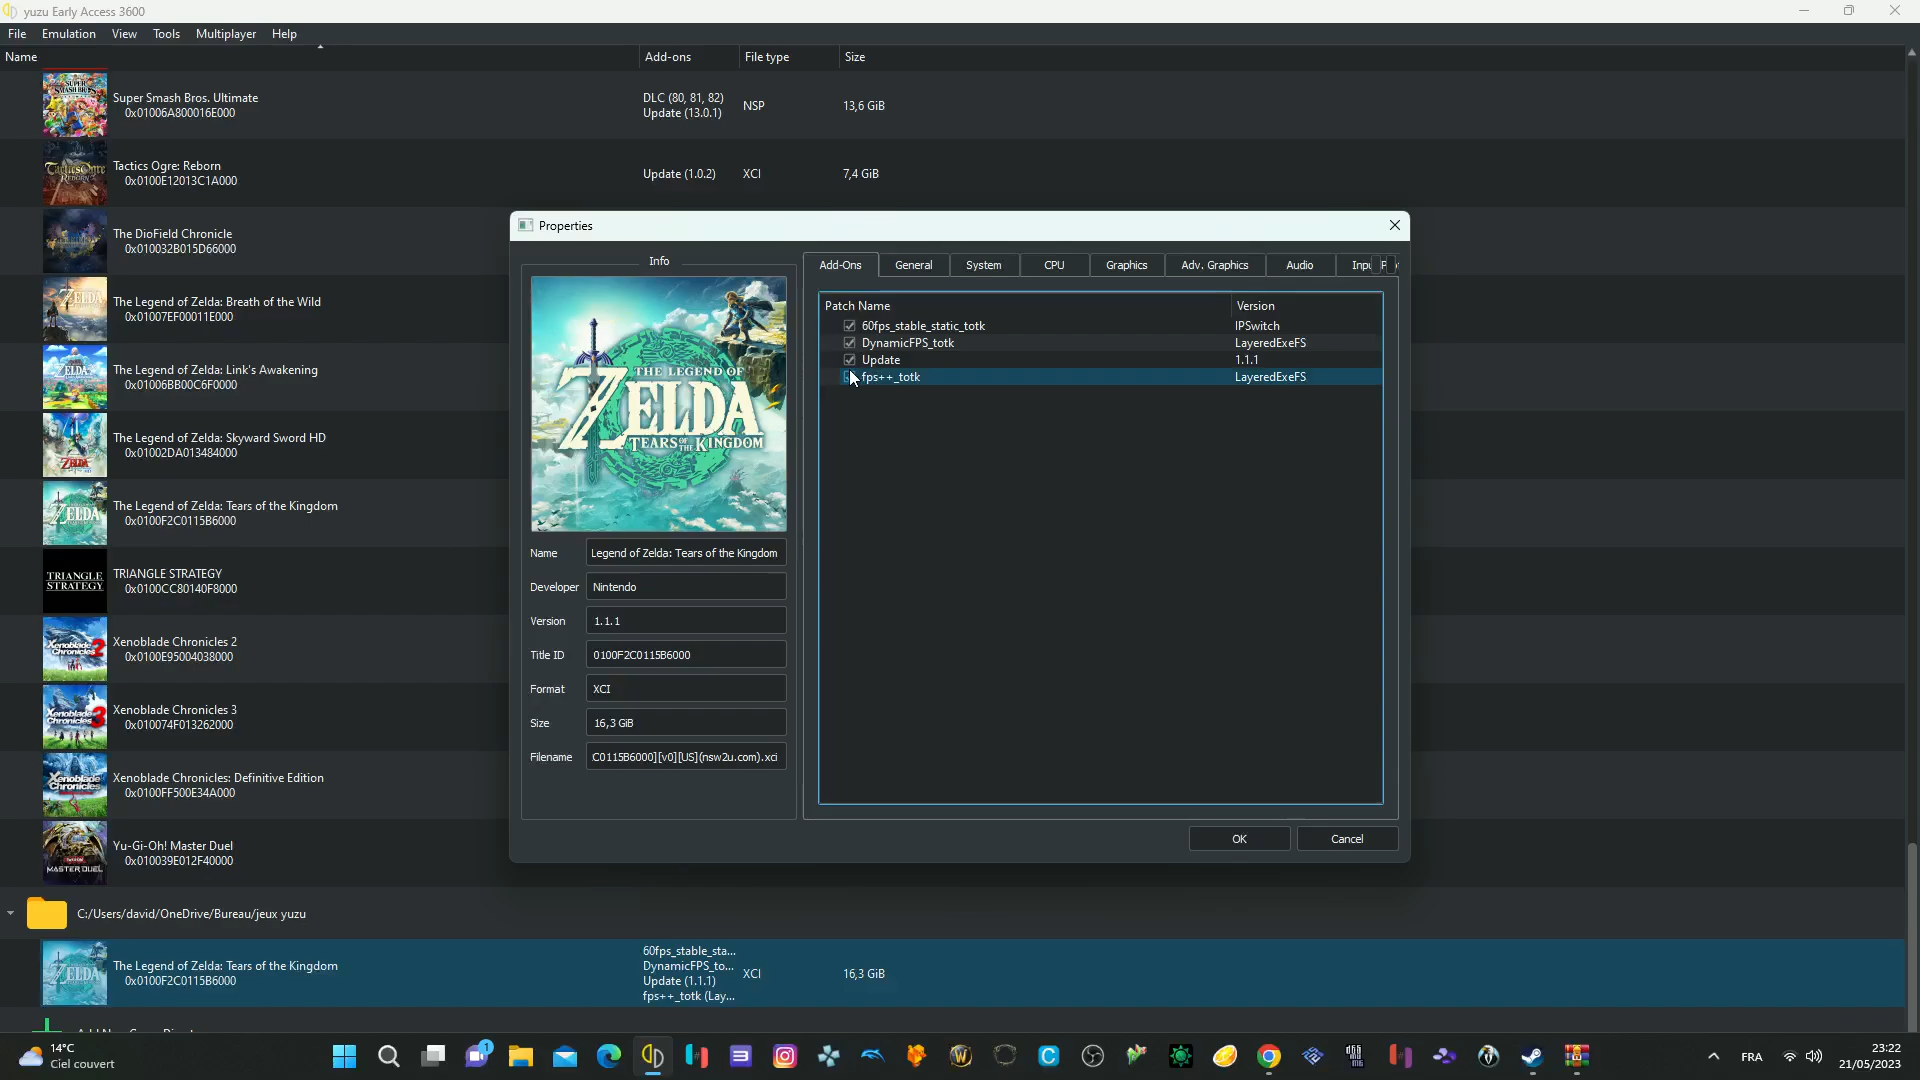 yuzu Early Access 3600
File Emulation View Tools Multiplayer Help
Name Add-ons File type Size
Super Smash Bros. Ultimate
0x01006A800016E000
DLC (80, 81, 82)
Update (13.0.1)
NSP
13,6 GiB
Tactics Ogre: Reborn
0x0100E12013C1A000
Update (1.0.2)
XCI
7,4 GiB
The DioField Chronicle
0x010032B015D66000
The Legend of Zelda: Breath of the Wild
0x01007EF00011E000
The Legend of Zelda: Link's Awakening
0x01006BB00C6F0000
The Legend of Zelda: Skyward Sword HD
0x01002DA013484000
The Legend of Zelda: Tears of the Kingdom
0x0100F2C0115B6000
TRIANGLE STRATEGY
TRIANGLE STRATEGY
0x0100CC80140F8000
Xenoblade Chronicles 2
0x0100E95004038000
Xenoblade Chronicles 3
0x010074F013262000
Xenoblade Chronicles: Definitive Edition
0x0100FF500E34A000
Yu-Gi-Oh! Master Duel
0x010039E012F40000
C:/Users/david/OneDrive/Bureau/jeux yuzu
The Legend of Zelda: Tears of the Kingdom
0x0100F2C0115B6000
60fps_stable_sta...
DynamicFPS_to...
Update (1.1.1)
fps++_totk (Lay...
XCI
16,3 GiB
Properties
Info
THE LEGEND OF
ZELDA
TEARS OF THE KINGDOM
Name Legend of Zelda: Tears of the Kingdom
Developer Nintendo
Version 1.1.1
Title ID 0100F2C0115B6000
Format XCI
Size 16,3 GiB
Filename C0115B6000][v0][US](nsw2u.com).xci
Add-Ons General System CPU Graphics Adv. Graphics Audio
Patch Name Version
60fps_stable_static_totk IPSwitch
DynamicFPS_totk LayeredExeFS
Update 1.1.1
fps++_totk LayeredExeFS
OK Cancel
14°C
Ciel couvert
1
FRA
23:22
21/05/2023